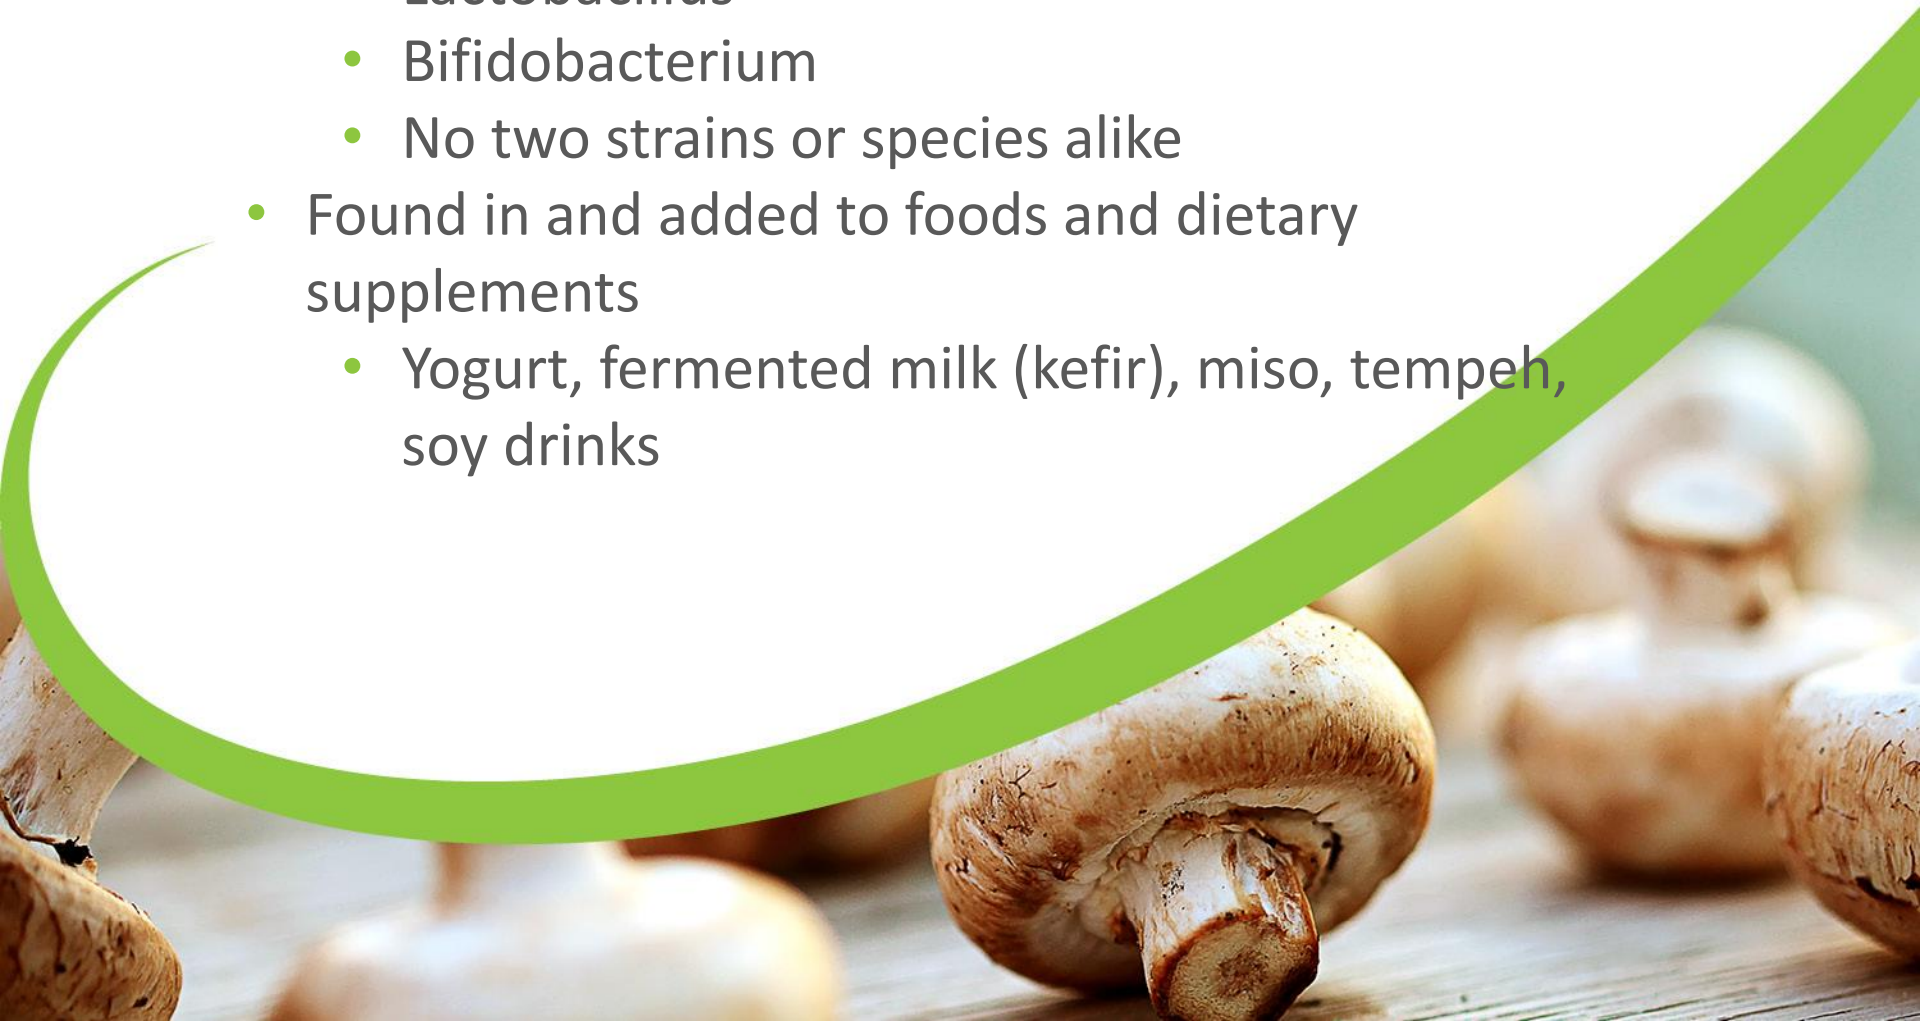 Lactobacillus
• Bifidobacterium
• No two strains or species alike
• Found in and added to foods and dietary
supplements
• Yogurt, fermented milk (kefir), miso, tempeh,
soy drinks